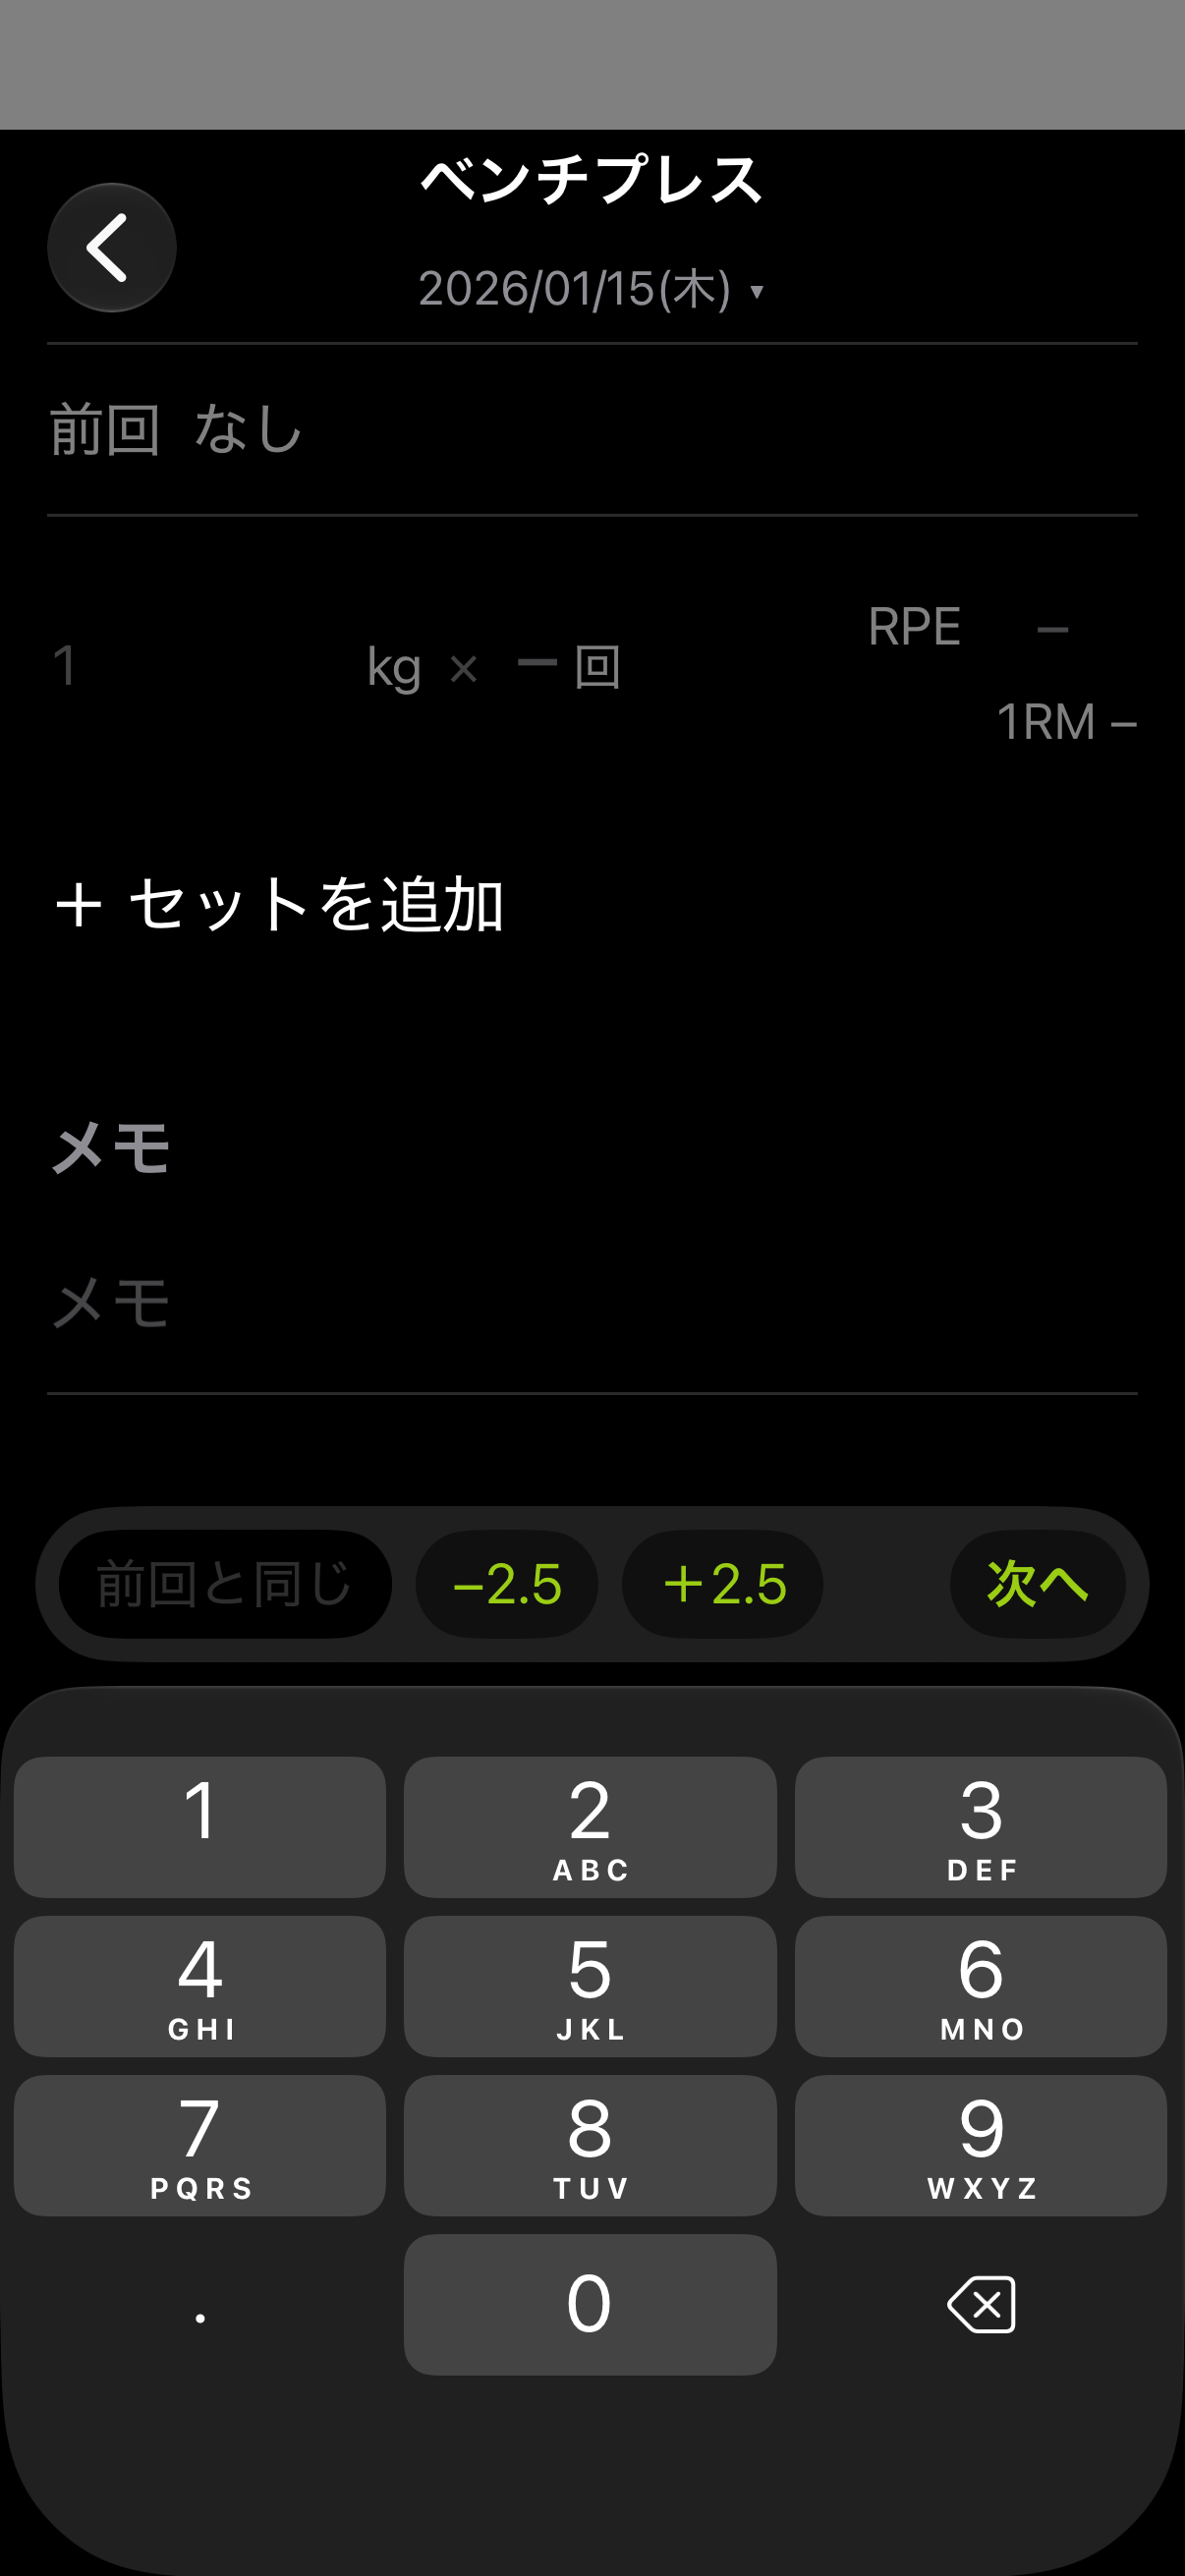 ベンチプレス
2026/01/15(木) ▼
前回 なし
1 kg × – 回 RPE –
1RM –
+ セットを追加
メモ
メモ
前回と同じ –2.5 +2.5 次へ
1 2 3
ABC DEF
4 5 6
GHI JKL MNO
7 8 9
PQRS TUV WXYZ
. 0